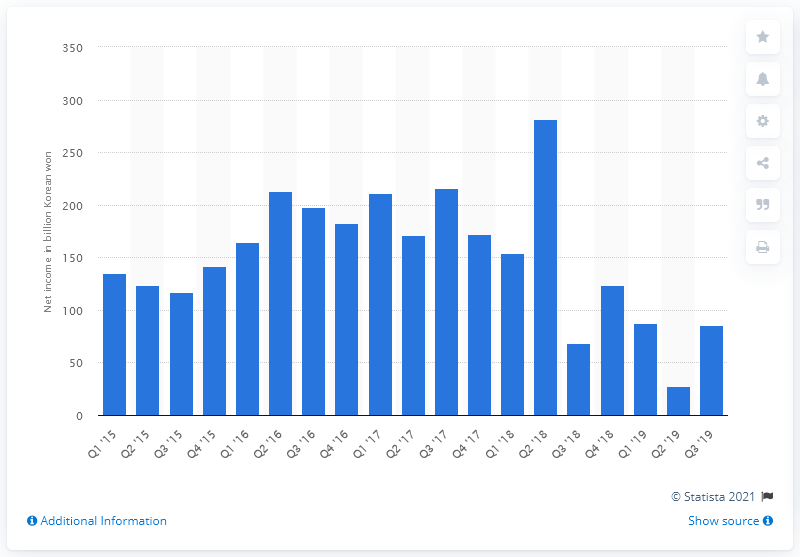 350
300
250
200
150
100
50
0
Net income in billion Korean won
Q1 '15
Q2 '15
Q3 '15
Q4 '15
Q1 '16
Q2 '16
Q3 '16
Q4 '16
Q1 '17
Q2 '17
Q3 '17
Q4 '17
Q1 '18
Q2 '18
Q3 '18
Q4 '18
Q1 '19
Q2 '19
Q3 '19
© Statista 2021
Additional Information
Show source